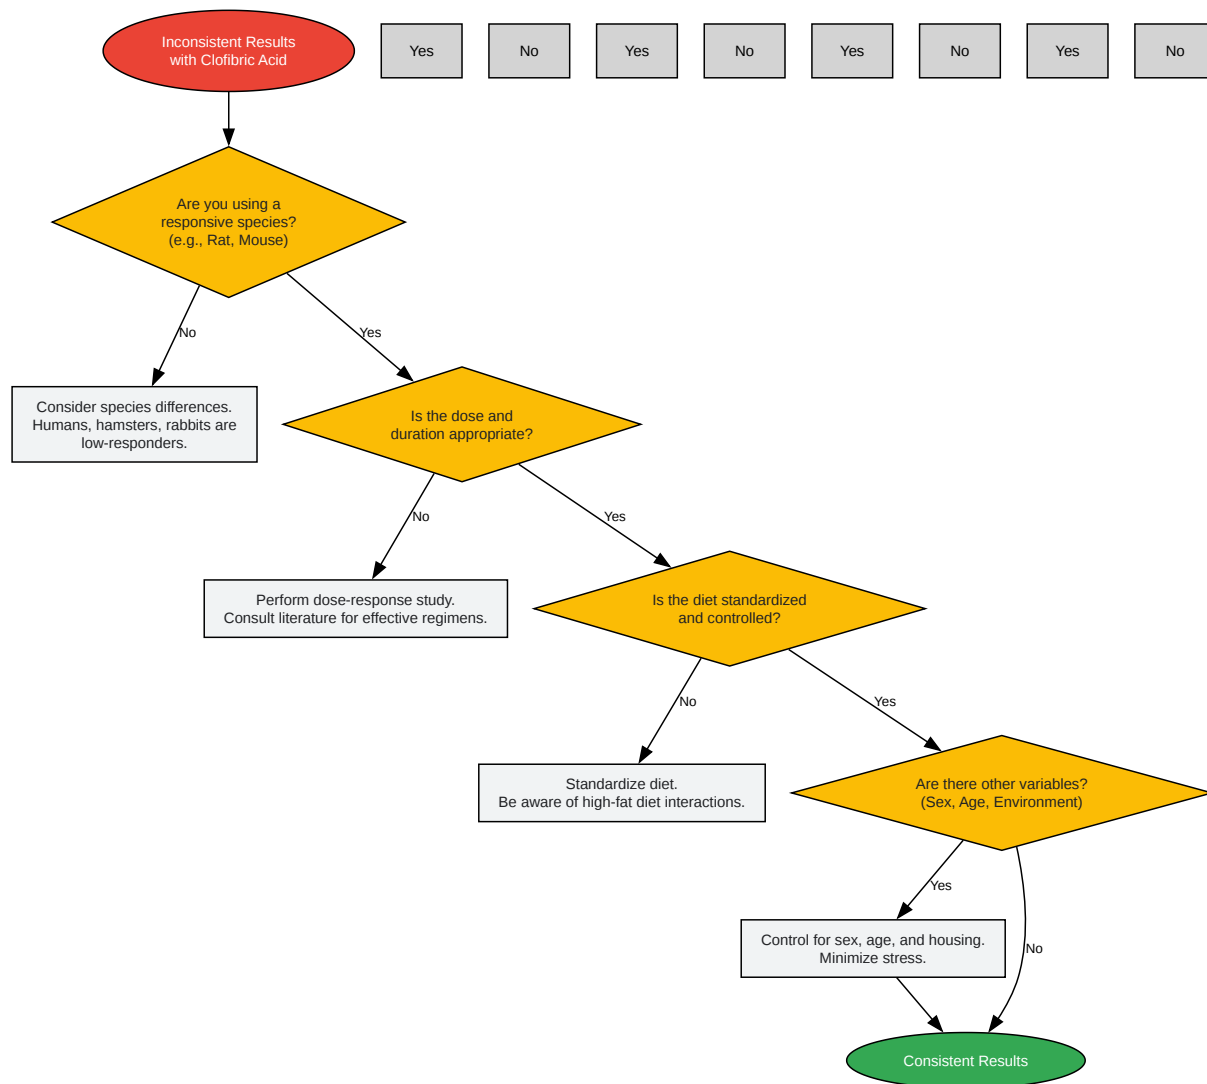 Inconsistent Results
with Clofibric Acid
Yes
No
Yes
No
Yes
No
Yes
No
Are you using a
responsive species?
(e.g., Rat, Mouse)
No
Yes
Consider species differences.
Humans, hamsters, rabbits are
low-responders.
Is the dose and
duration appropriate?
No
Yes
Perform dose-response study.
Consult literature for effective regimens.
Is the diet standardized
and controlled?
No
Yes
Standardize diet.
Be aware of high-fat diet interactions.
Are there other variables?
(Sex, Age, Environment)
Yes
No
Control for sex, age, and housing.
Minimize stress.
Consistent Results